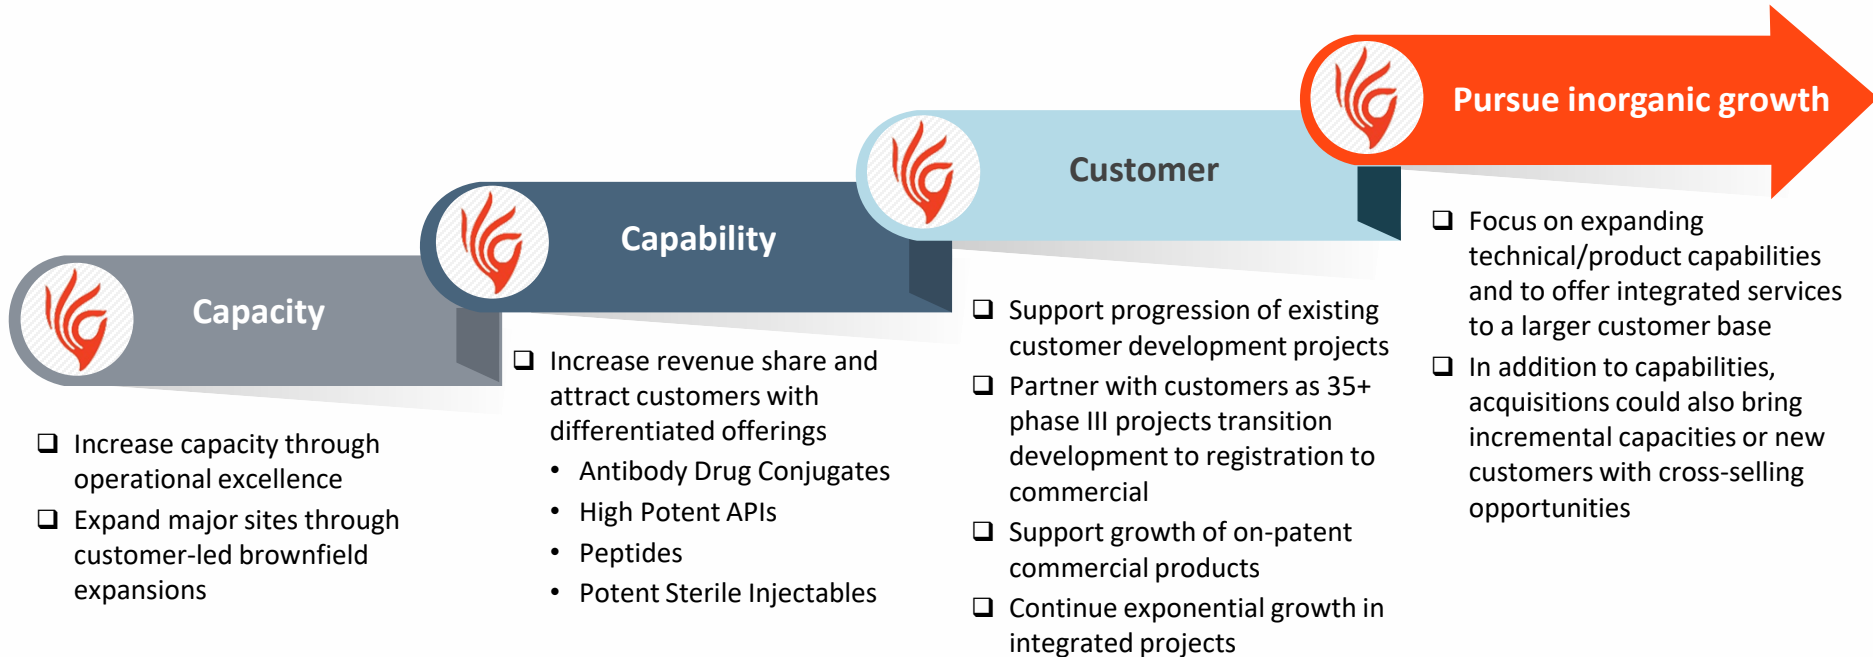 Capacity
❑ Increase capacity through
operational excellence
❑ Expand major sites through
customer-led brownfield
expansions
Capability
❑ Increase revenue share and
attract customers with
differentiated offerings
• Antibody Drug Conjugates
• High Potent APIs
• Peptides
• Potent Sterile Injectables
Customer
❑ Support progression of existing
customer development projects
❑ Partner with customers as 35+
phase III projects transition
development to registration to
commercial
❑ Support growth of on-patent
commercial products
❑ Continue exponential growth in
integrated projects
Pursue inorganic growth
❑ Focus on expanding
technical/product capabilities
and to offer integrated services
to a larger customer base
❑ In addition to capabilities,
acquisitions could also bring
incremental capacities or new
customers with cross-selling
opportunities